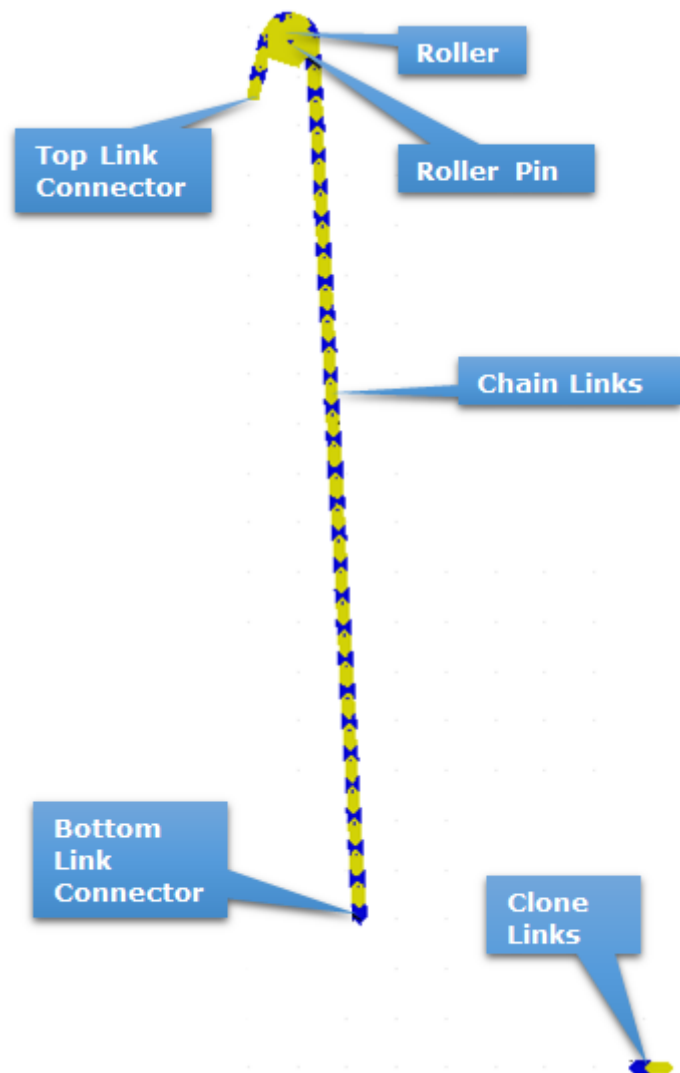 Roller
Top Link
Connector
Roller Pin
Chain Links
Bottom
Link
Connector
Clone
Links